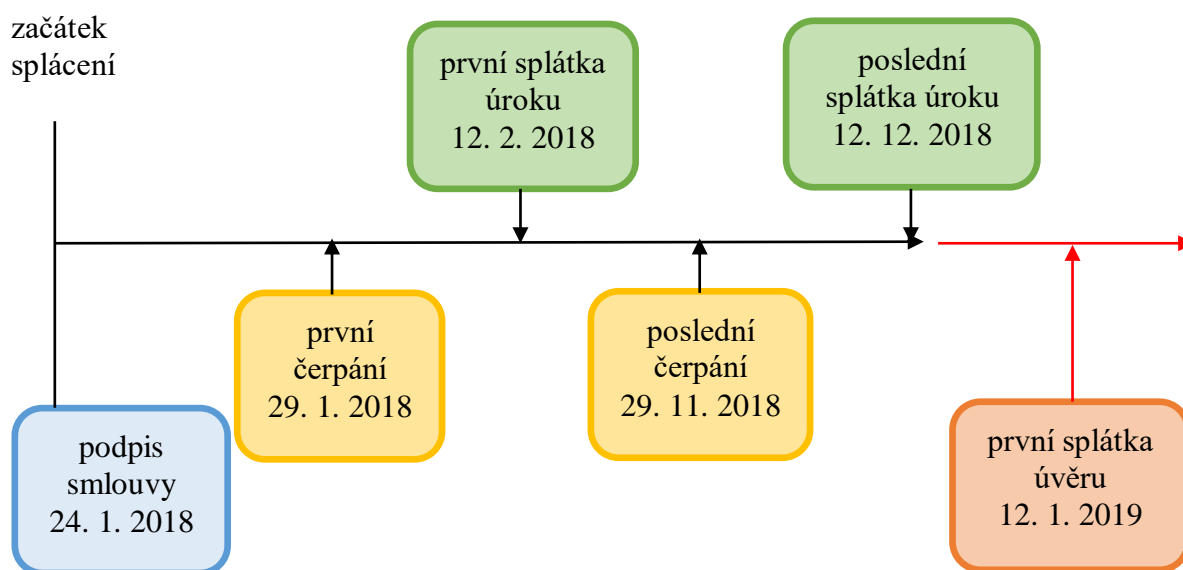 začátek
splácení
první splátka
úroku
12. 2. 2018
poslední
splátka úroku
12. 12. 2018
první
čerpání
29. 1. 2018
poslední
čerpání
29. 11. 2018
podpis
smlouvy
24. 1. 2018
první splátka
úvěru
12. 1. 2019